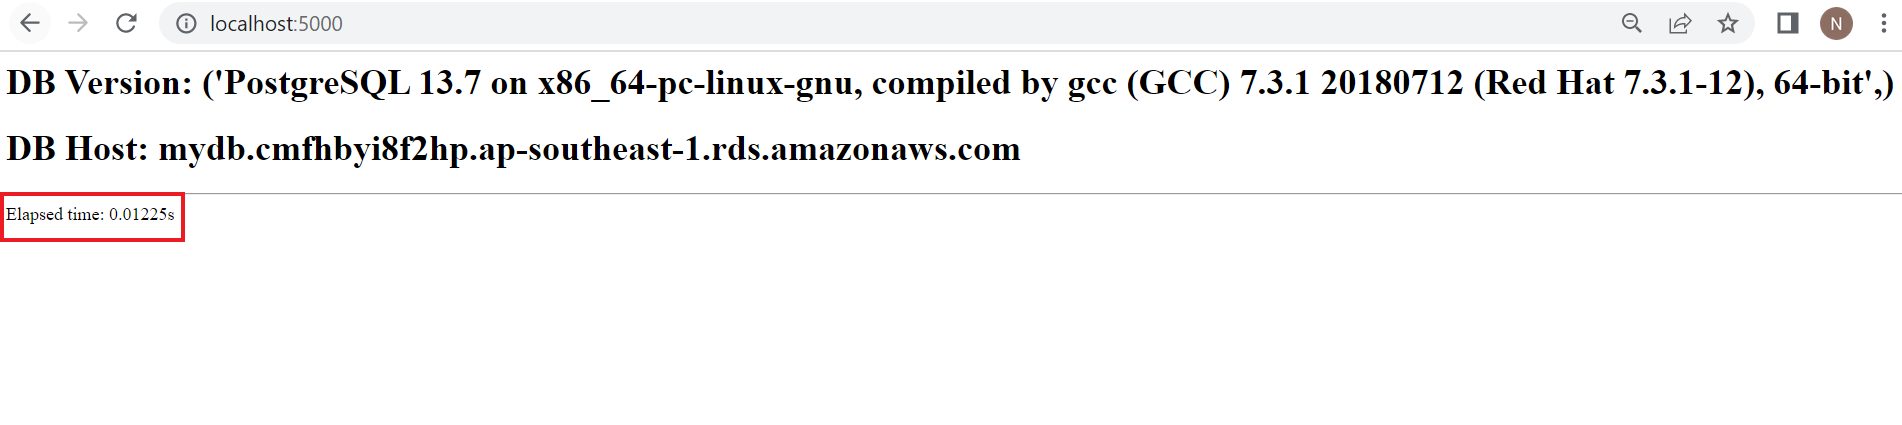 localhost:5000
N
DB Version: ('PostgreSQL 13.7 on x86_64-pc-linux-gnu, compiled by gcc (GCC) 7.3.1 20180712 (Red Hat 7.3.1-12), 64-bit',)
DB Host: mydb.cmfhbyi8f2hp.ap-southeast-1.rds.amazonaws.com
Elapsed time: 0.01225s